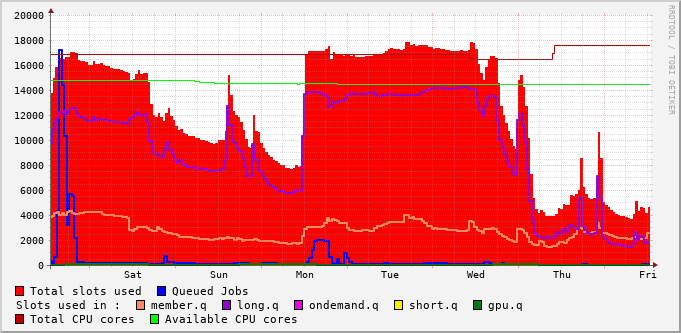 20000
18000
16000
14000
12000
10000
8000
6000
4000
2000
0
Sat Sun Mon Tue Wed Thu Fri
RRDTOOL / TOBI OETIKER
Total slots used Queued Jobs
Slots used in : member.q long.q ondemand.q short.q gpu.q
Total CPU cores Available CPU cores